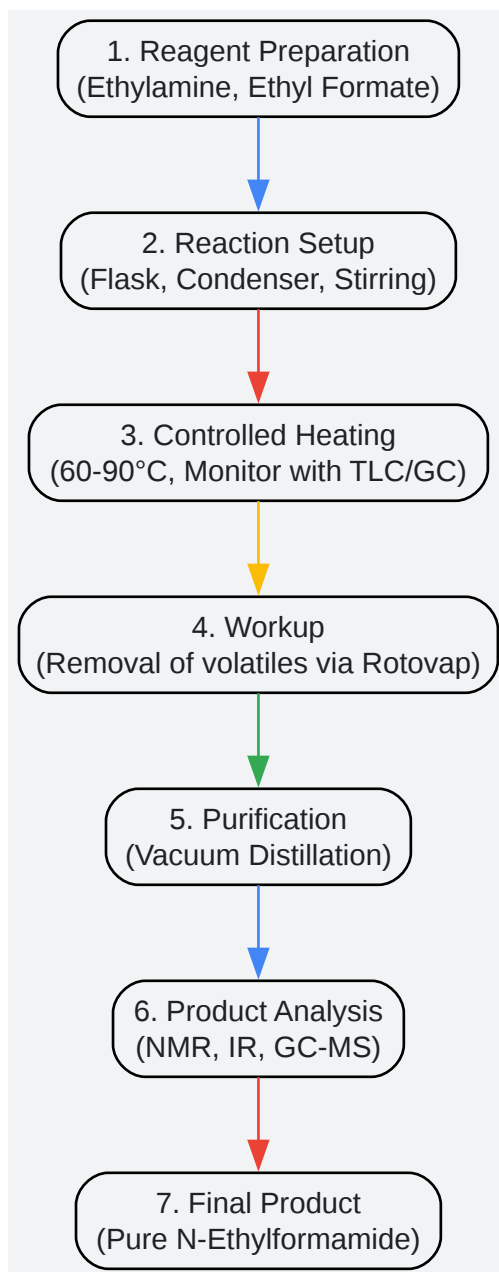 1. Reagent Preparation
(Ethylamine, Ethyl Formate)
2. Reaction Setup
(Flask, Condenser, Stirring)
3. Controlled Heating
(60-90°C, Monitor with TLC/GC)
4. Workup
(Removal of volatiles via Rotovap)
5. Purification
(Vacuum Distillation)
6. Product Analysis
(NMR, IR, GC-MS)
7. Final Product
(Pure N-Ethylformamide)